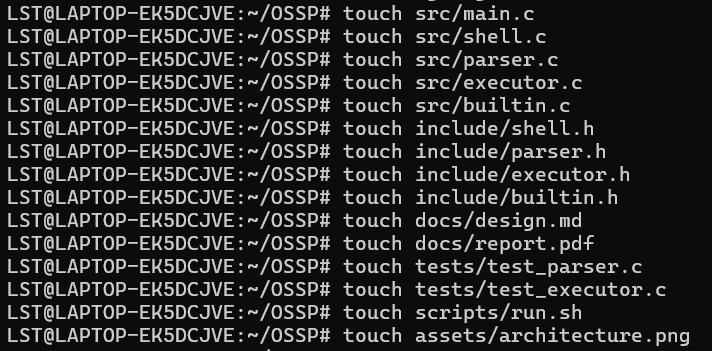 LST@LAPTOP-EK5DCJVE:~/OSSP# touch src/main.c
LST@LAPTOP-EK5DCJVE:~/OSSP# touch src/shell.c
LST@LAPTOP-EK5DCJVE:~/OSSP# touch src/parser.c
LST@LAPTOP-EK5DCJVE:~/OSSP# touch src/executor.c
LST@LAPTOP-EK5DCJVE:~/OSSP# touch src/builtin.c
LST@LAPTOP-EK5DCJVE:~/OSSP# touch include/shell.h
LST@LAPTOP-EK5DCJVE:~/OSSP# touch include/parser.h
LST@LAPTOP-EK5DCJVE:~/OSSP# touch include/executor.h
LST@LAPTOP-EK5DCJVE:~/OSSP# touch include/builtin.h
LST@LAPTOP-EK5DCJVE:~/OSSP# touch docs/design.md
LST@LAPTOP-EK5DCJVE:~/OSSP# touch docs/report.pdf
LST@LAPTOP-EK5DCJVE:~/OSSP# touch tests/test_parser.c
LST@LAPTOP-EK5DCJVE:~/OSSP# touch tests/test_executor.c
LST@LAPTOP-EK5DCJVE:~/OSSP# touch scripts/run.sh
LST@LAPTOP-EK5DCJVE:~/OSSP# touch assets/architecture.png